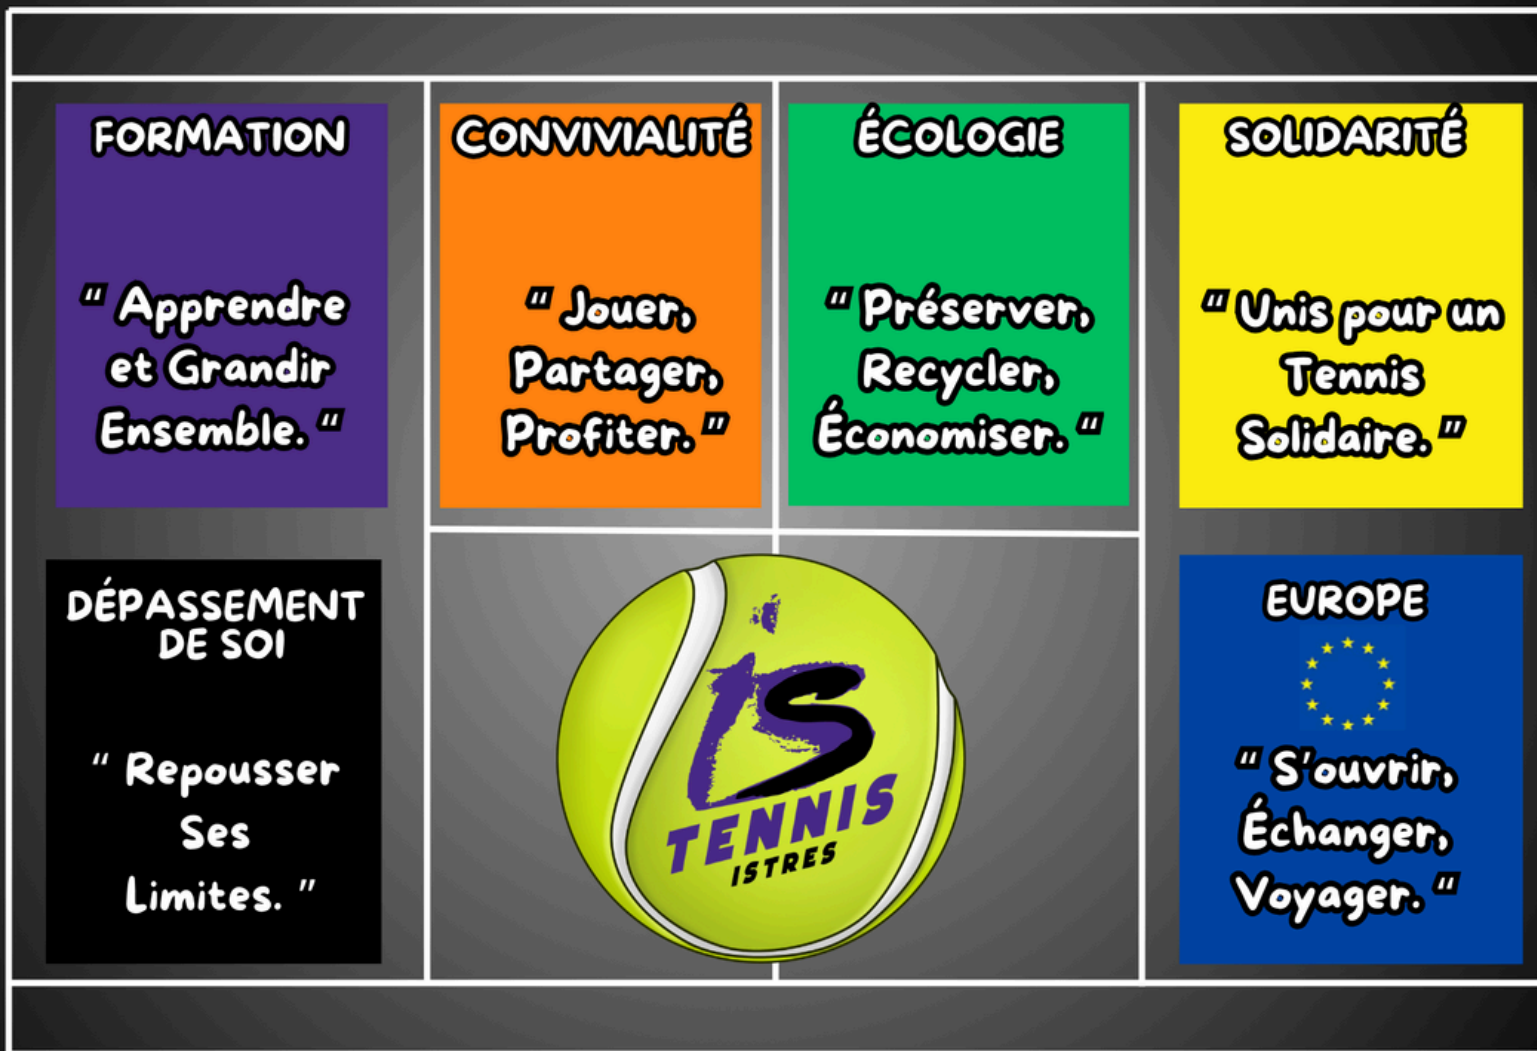 FORMATION
“ Apprendre
et Grandir
Ensemble. “
CONVIVIALITÉ
“ Jouer,
Partager,
Profiter. ”
ÉCOLOGIE
“ Préserver,
Recycler,
Économiser. “
SOLIDARITÉ
“ Unis pour un
Tennis
Solidaire. ”
DÉPASSEMENT
DE SOI
“ Repousser
Ses
Limites. ”
iS
TENNIS
ISTRES
EUROPE
“ S'ouvrir,
Échanger,
Voyager. “